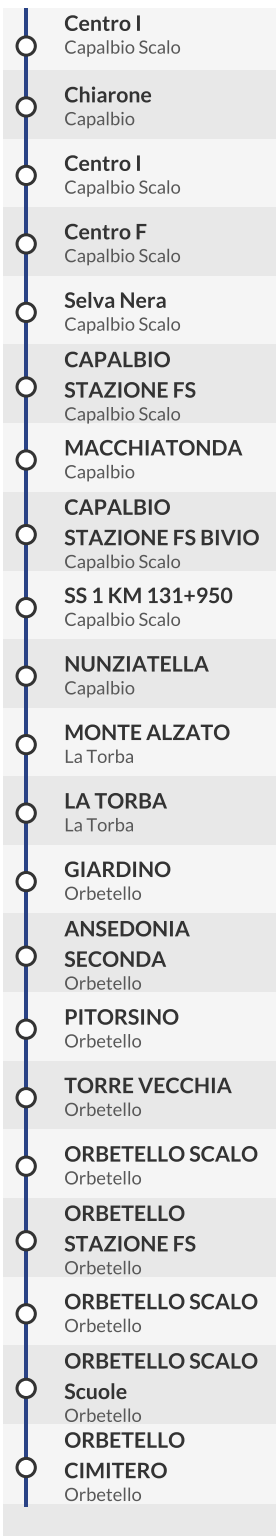 Centro I
Capalbio Scalo
Chiarone
Capalbio
Centro I
Capalbio Scalo
Centro F
Capalbio Scalo
Selva Nera
Capalbio Scalo
CAPALBIO
STAZIONE FS
Capalbio Scalo
MACCHIATONDA
Capalbio
CAPALBIO
STAZIONE FS BIVIO
Capalbio Scalo
SS 1 KM 131+950
Capalbio Scalo
NUNZIATELLA
Capalbio
MONTE ALZATO
La Torba
LA TORBA
La Torba
GIARDINO
Orbetello
ANSEDONIA
SECONDA
Orbetello
PITORSINO
Orbetello
TORRE VECCHIA
Orbetello
ORBETELLO SCALO
Orbetello
ORBETELLO
STAZIONE FS
Orbetello
ORBETELLO SCALO
Orbetello
ORBETELLO SCALO
Scuole
Orbetello
ORBETELLO
CIMITERO
Orbetello